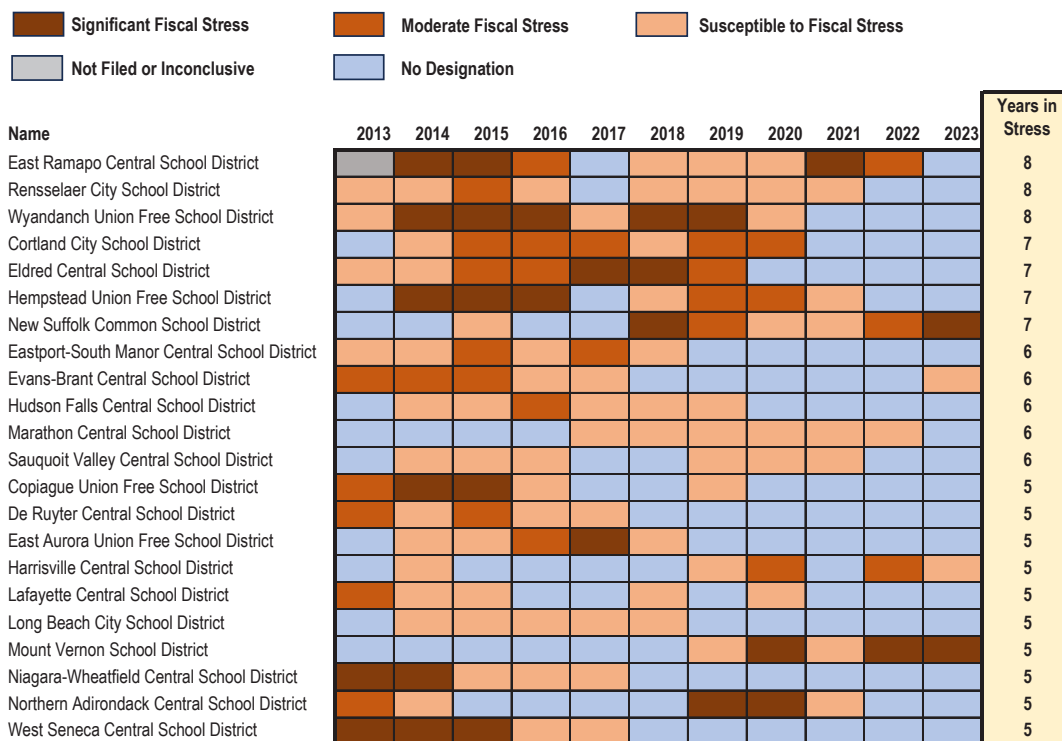 Significant Fiscal Stress Moderate Fiscal Stress Susceptible to Fiscal Stress
Not Filed or Inconclusive No Designation
Years in
Stress
Name 2013 2014 2015 2016 2017 2018 2019 2020 2021 2022 2023
East Ramapo Central School District 8
Rensselaer City School District 8
Wyandanch Union Free School District 8
Cortland City School District 7
Eldred Central School District 7
Hempstead Union Free School District 7
New Suffolk Common School District 7
Eastport-South Manor Central School District 6
Evans-Brant Central School District 6
Hudson Falls Central School District 6
Marathon Central School District 6
Sauquoit Valley Central School District 6
Copiague Union Free School District 5
De Ruyter Central School District 5
East Aurora Union Free School District 5
Harrisville Central School District 5
Lafayette Central School District 5
Long Beach City School District 5
Mount Vernon School District 5
Niagara-Wheatfield Central School District 5
Northern Adirondack Central School District 5
West Seneca Central School District 5